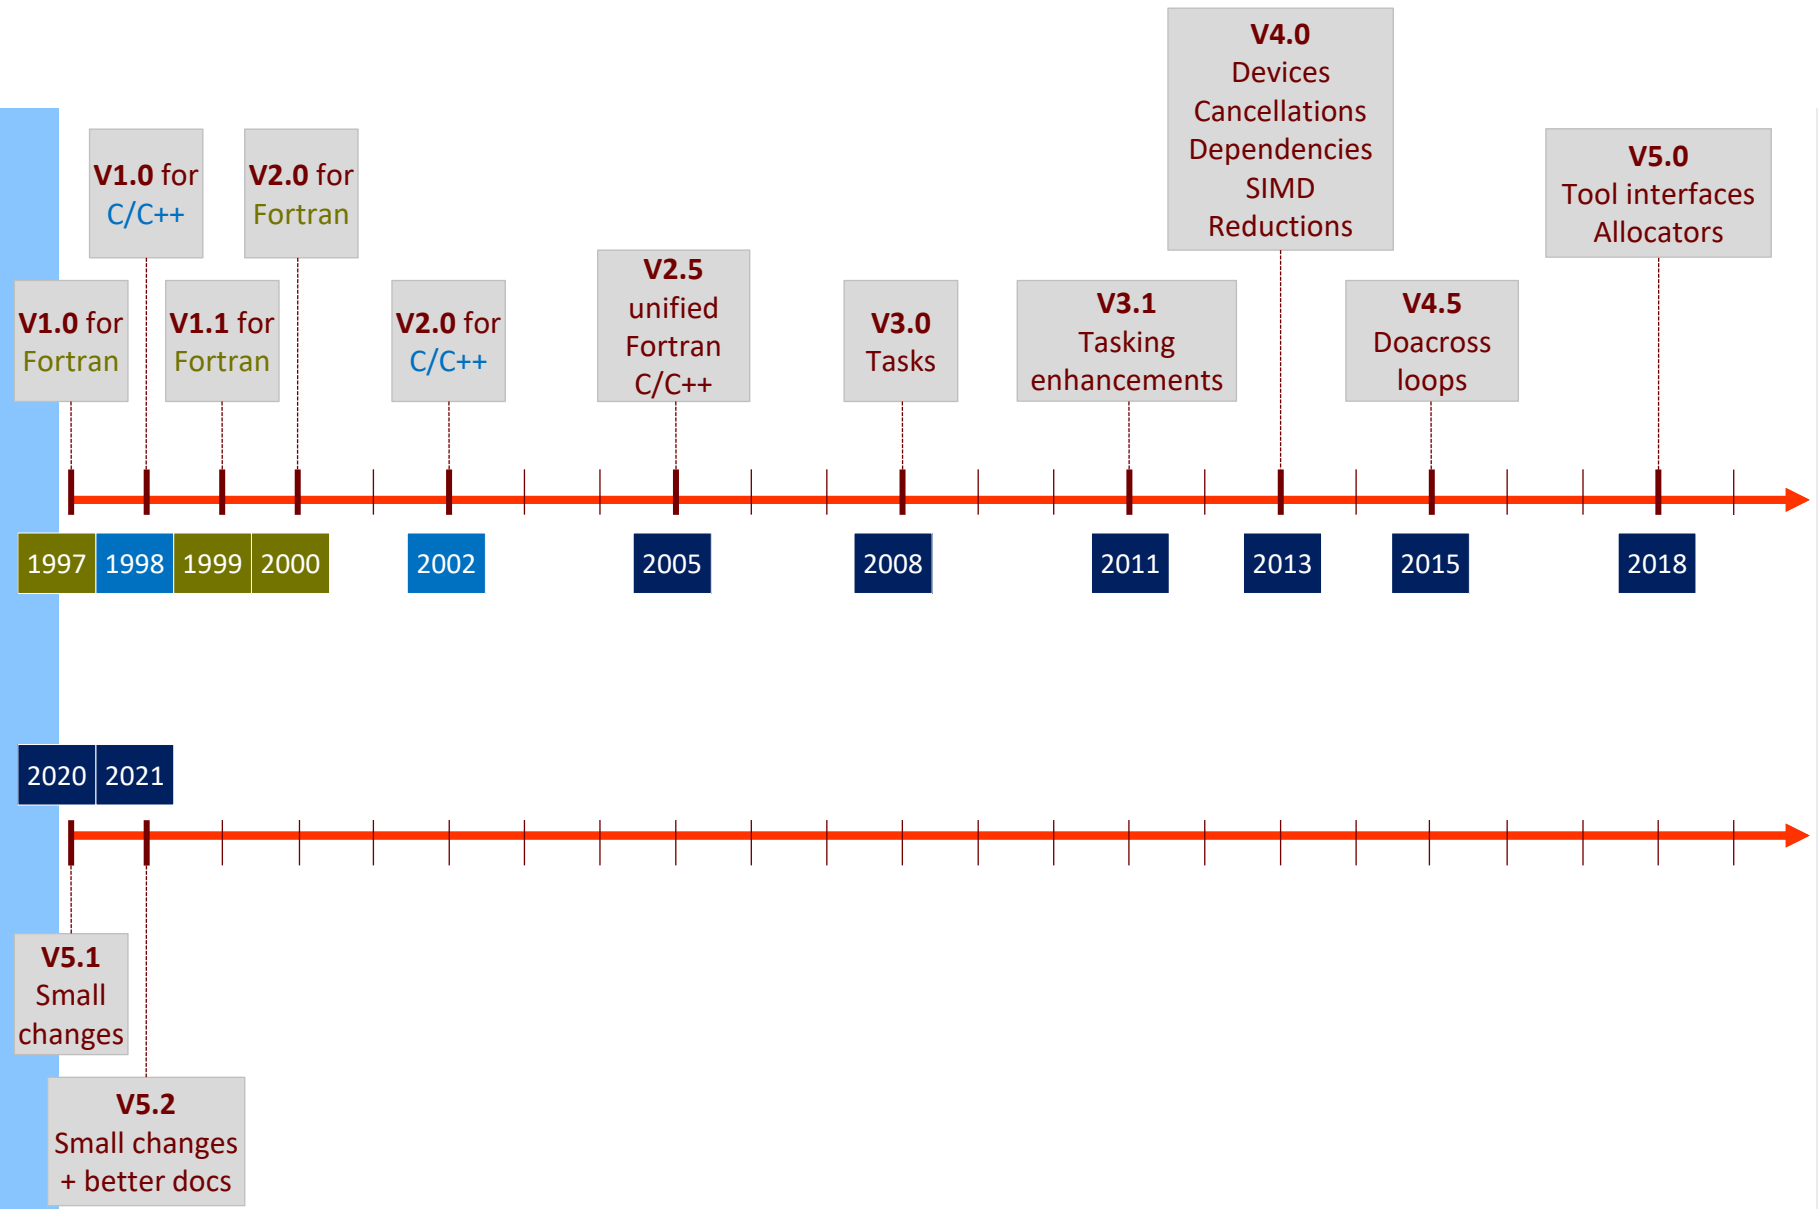 V1.0 for
Fortran
V1.0 for
C/C++
V1.1 for
Fortran
V2.0 for
Fortran
V2.0 for
C/C++
V2.5
unified
Fortran
C/C++
V3.0
Tasks
V3.1
Tasking
enhancements
V4.0
Devices
Cancellations
Dependencies
SIMD
Reductions
V4.5
Doacross
loops
V5.0
Tool interfaces
Allocators
1997
1998
1999
2000
2002
2005
2008
2011
2013
2015
2018
2020
2021
V5.1
Small
changes
V5.2
Small changes
+ better docs